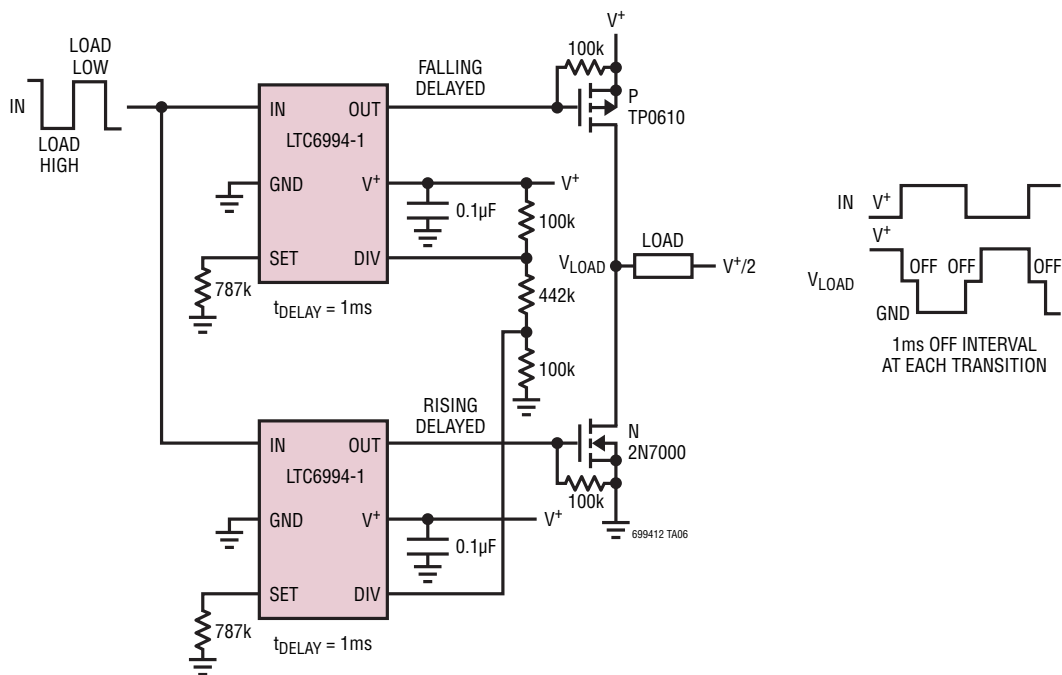 LOAD
LOW
IN
LOAD
HIGH
IN
OUT
LTC6994-1
GND
V+
SET
DIV
787k
tDELAY = 1ms
FALLING
DELAYED
0.1µF
V+
100k
442k
100k
V+
100k
P
TP0610
VLOAD
LOAD
V+/2
IN
OUT
LTC6994-1
GND
V+
SET
DIV
787k
tDELAY = 1ms
RISING
DELAYED
0.1µF
V+
N
2N7000
100k
699412 TA06
IN
V+
V+
VLOAD
OFF
OFF
OFF
GND
1ms OFF INTERVAL
AT EACH TRANSITION